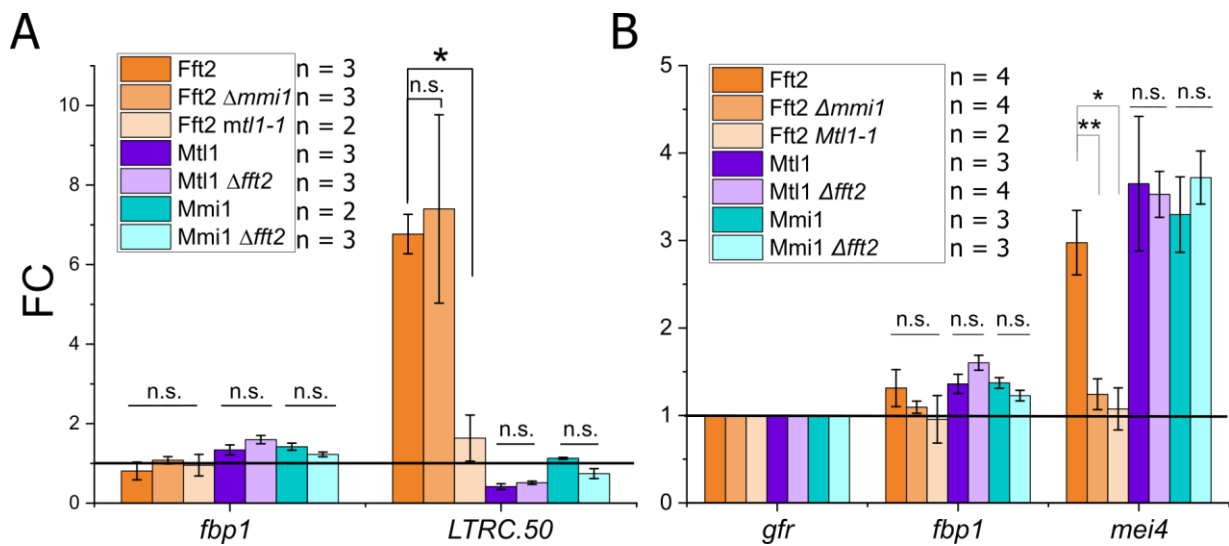 A
FC
10
8
6
4
2
0
Fft2 n = 3
Fft2 Δmmi1 n = 3
Fft2 mtl1-1 n = 2
Mtl1 n = 3
Mtl1 Δfft2 n = 3
Mmi1 n = 2
Mmi1 Δfft2 n = 3
*
n.s.
n.s. n.s. n.s.
n.s. n.s.
fbp1 LTRC.50
B
5
4
3
2
1
0
Fft2 n = 4
Fft2 Δmmi1 n = 4
Fft2 Mtl1-1 n = 2
Mtl1 n = 3
Mtl1 Δfft2 n = 4
Mmi1 n = 3
Mmi1 Δfft2 n = 3
n.s. n.s.
*
**
n.s. n.s. n.s.
gfr fbp1 mei4